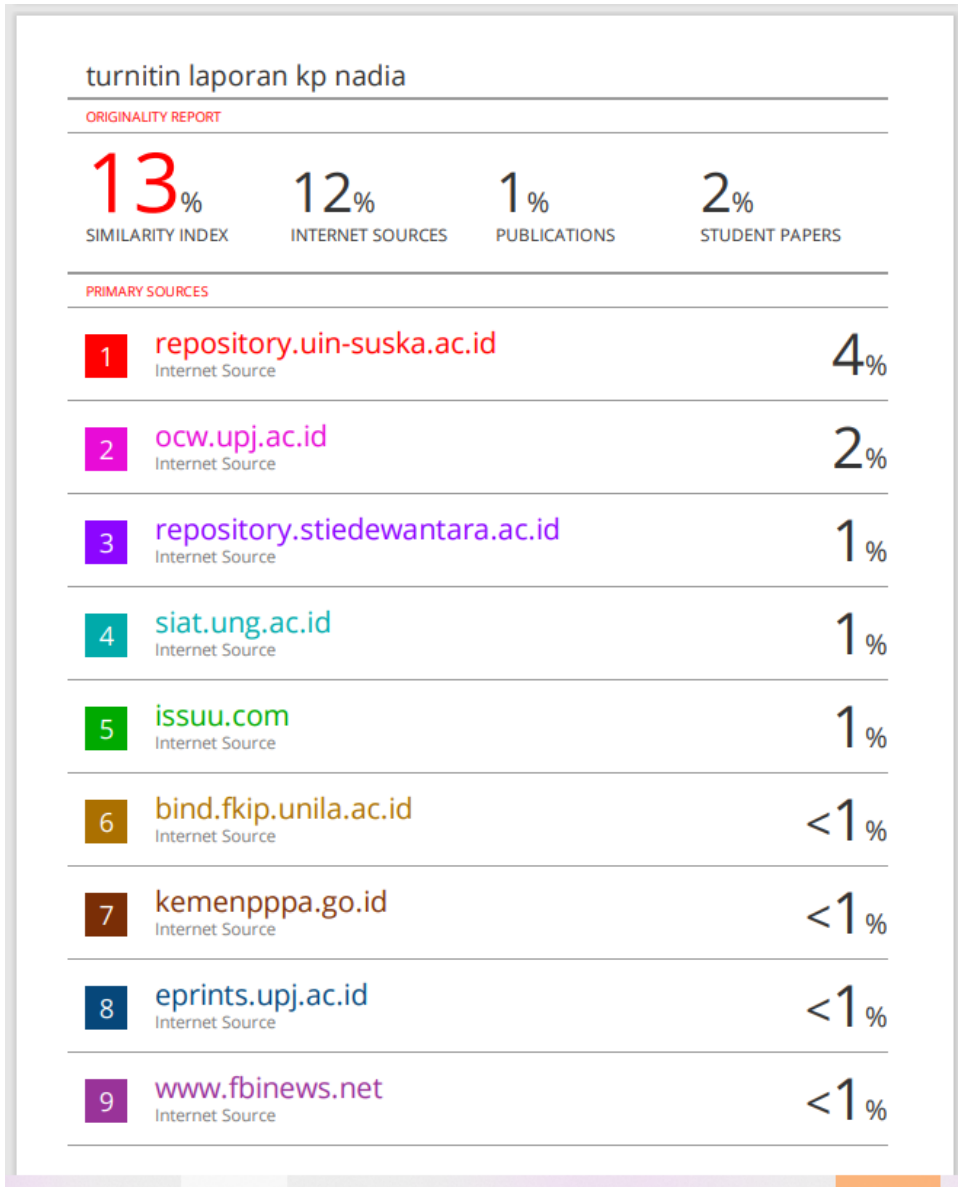 turnitin laporan kp nadia
ORIGINALITY REPORT
13% 12% 1% 2%
SIMILARITY INDEX INTERNET SOURCES PUBLICATIONS STUDENT PAPERS
PRIMARY SOURCES
1 repository.uin-suska.ac.id 4%
Internet Source
2 ocw.upj.ac.id 2%
Internet Source
3 repository.stiedewantara.ac.id 1%
Internet Source
4 siat.ung.ac.id 1%
Internet Source
5 issuu.com 1%
Internet Source
6 bind.fkip.unila.ac.id <1%
Internet Source
7 kemenpppa.go.id <1%
Internet Source
8 eprints.upj.ac.id <1%
Internet Source
9 www.fbinews.net <1%
Internet Source